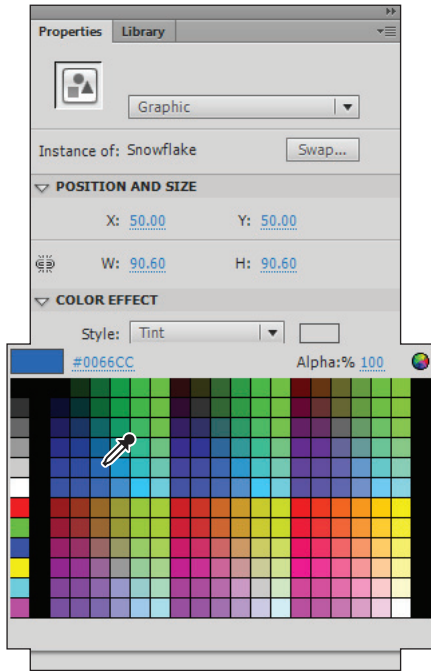 Properties Library
Graphic
Instance of: Snowflake Swap...
POSITION AND SIZE
X: 50.00 Y: 50.00
W: 90.60 H: 90.60
COLOR EFFECT
Style: Tint
#0066CC Alpha:% 100